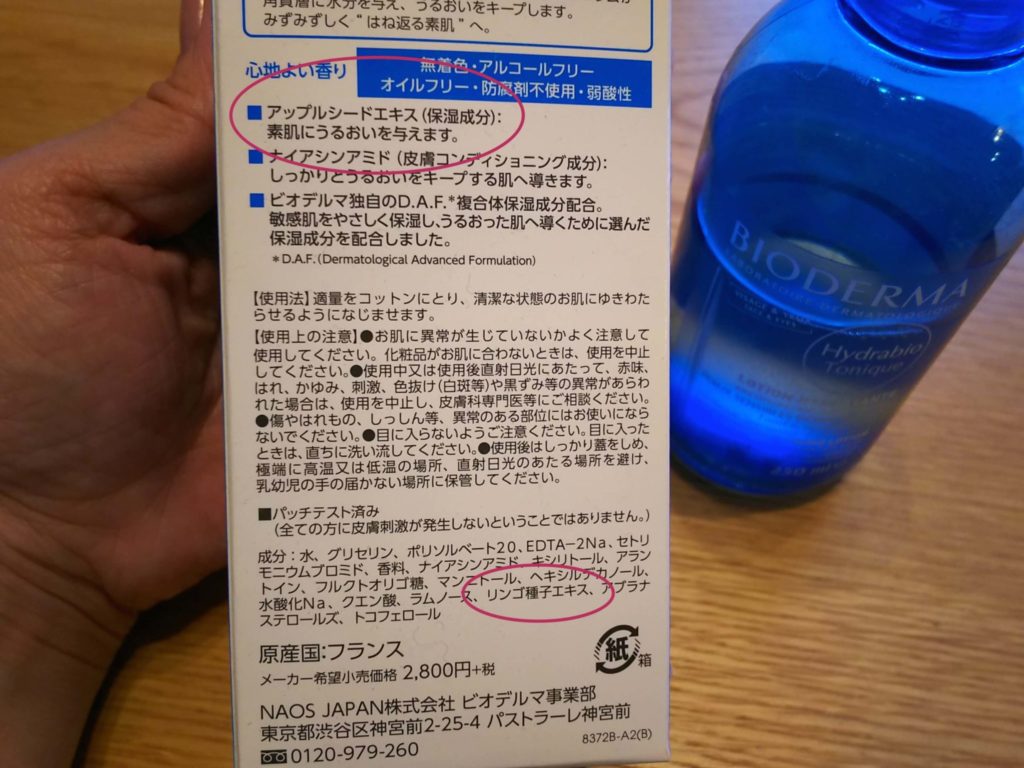 角質層に水分を与え、うるおいをキープします。
みずみずしく“はね返る素肌”へ。
心地よい香り
無着色・アルコールフリー
オイルフリー・防腐剤不使用・弱酸性
■アップルシードエキス（保湿成分）：
素肌にうるおいを与えます。
■ナイアシンアミド（皮膚コンディショニング成分）：
しっかりとうるおいをキープする肌へ導きます。
■ビオデルマ独自のD.A.F.*複合体保湿成分配合。
敏感肌をやさしく保湿し、うるおった肌へ導くために選んだ
保湿成分を配合しました。
*D.A.F.（Dermatological Advanced Formulation）
【使用法】適量をコットンにとり、清潔な状態のお肌にゆきわた
らせるようになじませます。
【使用上の注意】●お肌に異常が生じていないかよく注意して
使用してください。化粧品がお肌に合わないときは、使用を中止
してください。●使用中又は使用後直射日光にあたって、赤味、
はれ、かゆみ、刺激、色抜け（白斑等）や黒ずみ等の異常があらわ
れた場合は、使用を中止し、皮膚科専門医等にご相談ください。
●傷やはれもの、しっしん等、異常のある部位にはお使いになら
ないでください。●目に入らないようご注意ください。目に入った
ときは、直ちに洗い流してください。●使用後はしっかり蓋をしめ、
極端に高温又は低温の場所、直射日光のあたる場所を避け、
乳幼児の手の届かない場所に保管してください。
■パッチテスト済み
（全ての方に皮膚刺激が発生しないということではありません。）
成分：水、グリセリン、ポリソルベート20、EDTA-2Na、セトリ
モニウムブロミド、香料、ナイアシンアミド、キシリトール、アラン
トイン、フルクトオリゴ糖、マンニトール、ヘキシルデカノール、
水酸化Na、クエン酸、ラムノース、リンゴ種子エキス、アブラナ
ステロールズ、トコフェロール
原産国：フランス
メーカー希望小売価格 2,800円+税
紙
箱
NAOS JAPAN株式会社 ビオデルマ事業部
東京都渋谷区神宮前2-25-4 パストラーレ神宮前
0120-979-260
8372B-A2(B)
BIODERMA
LABORATOIRE DERMATOLOGIQUE
Hydrabio
Tonique
250 ml